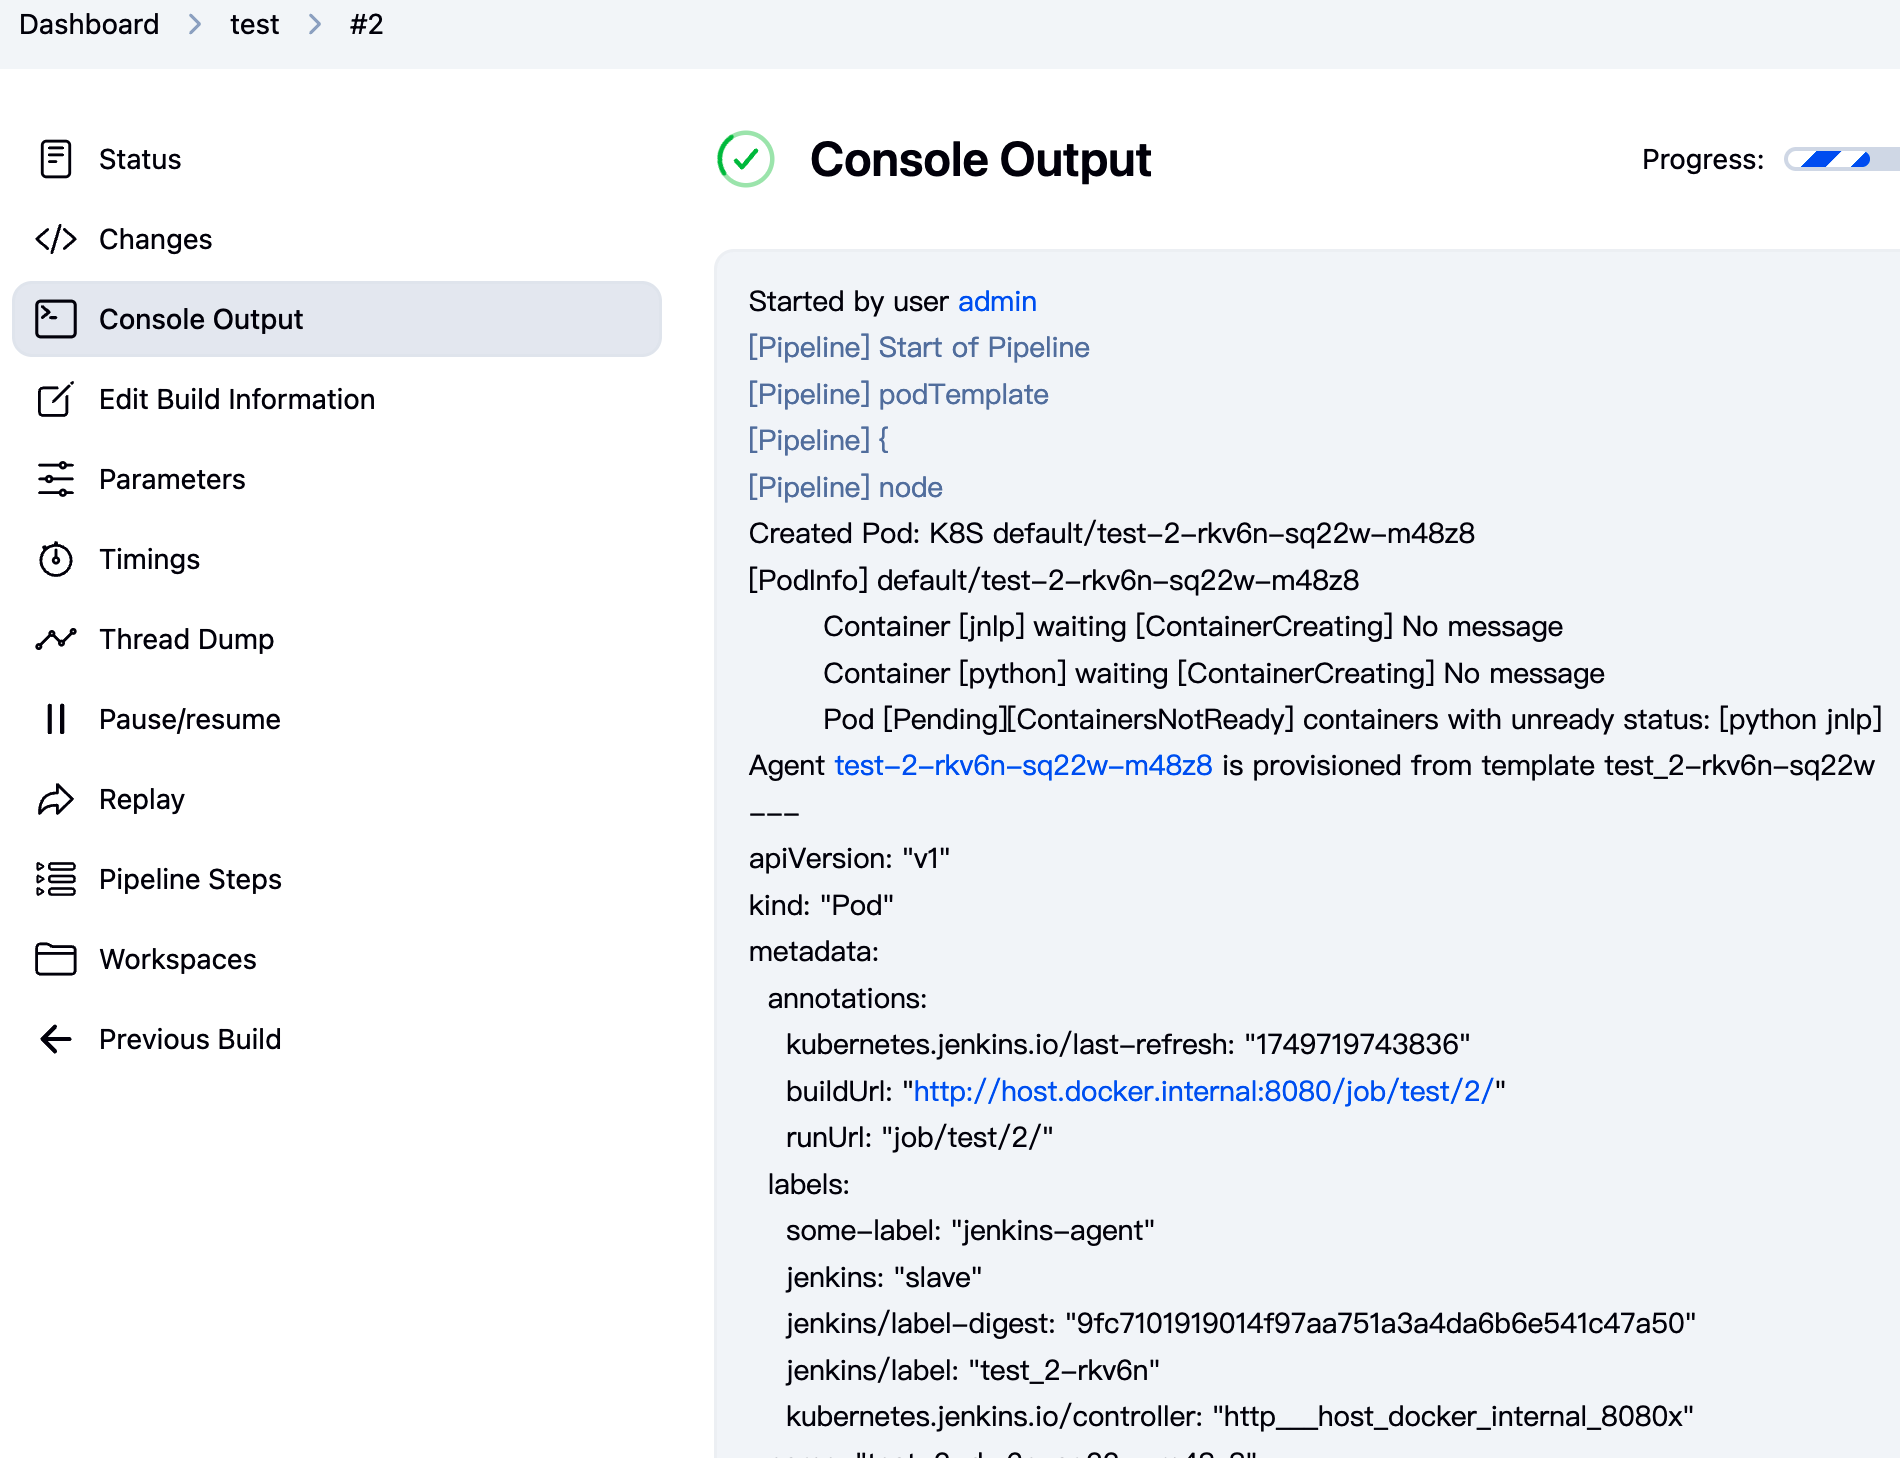 Dashboard > test > #2
Status
Changes
Console Output
Edit Build Information
Parameters
Timings
Thread Dump
Pause/resume
Replay
Pipeline Steps
Workspaces
Previous Build
Console Output
Progress:
Started by user admin
[Pipeline] Start of Pipeline
[Pipeline] podTemplate
[Pipeline] {
[Pipeline] node
Created Pod: K8S default/test-2-rkv6n-sq22w-m48z8
[PodInfo] default/test-2-rkv6n-sq22w-m48z8
Container [jnlp] waiting [ContainerCreating] No message
Container [python] waiting [ContainerCreating] No message
Pod [Pending][ContainersNotReady] containers with unready status: [python jnlp]
Agent test-2-rkv6n-sq22w-m48z8 is provisioned from template test_2-rkv6n-sq22w
---
apiVersion: "v1"
kind: "Pod"
metadata:
annotations:
kubernetes.jenkins.io/last-refresh: "1749719743836"
buildUrl: "http://host.docker.internal:8080/job/test/2/"
runUrl: "job/test/2/"
labels:
some-label: "jenkins-agent"
jenkins: "slave"
jenkins/label-digest: "9fc7101919014f97aa751a3a4da6b6e541c47a50"
jenkins/label: "test_2-rkv6n"
kubernetes.jenkins.io/controller: "http___host_docker_internal_8080x"